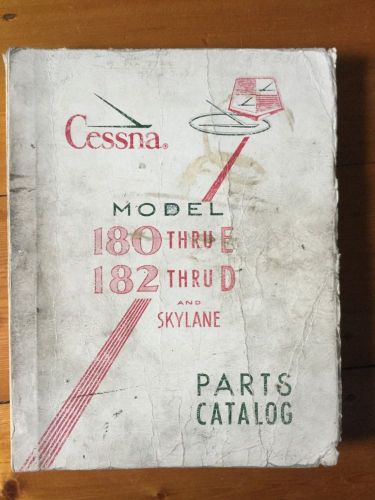 Cessna®
MODEL
180 THRU E
182 THRU D
AND
SKYLANE
PARTS
CATALOG